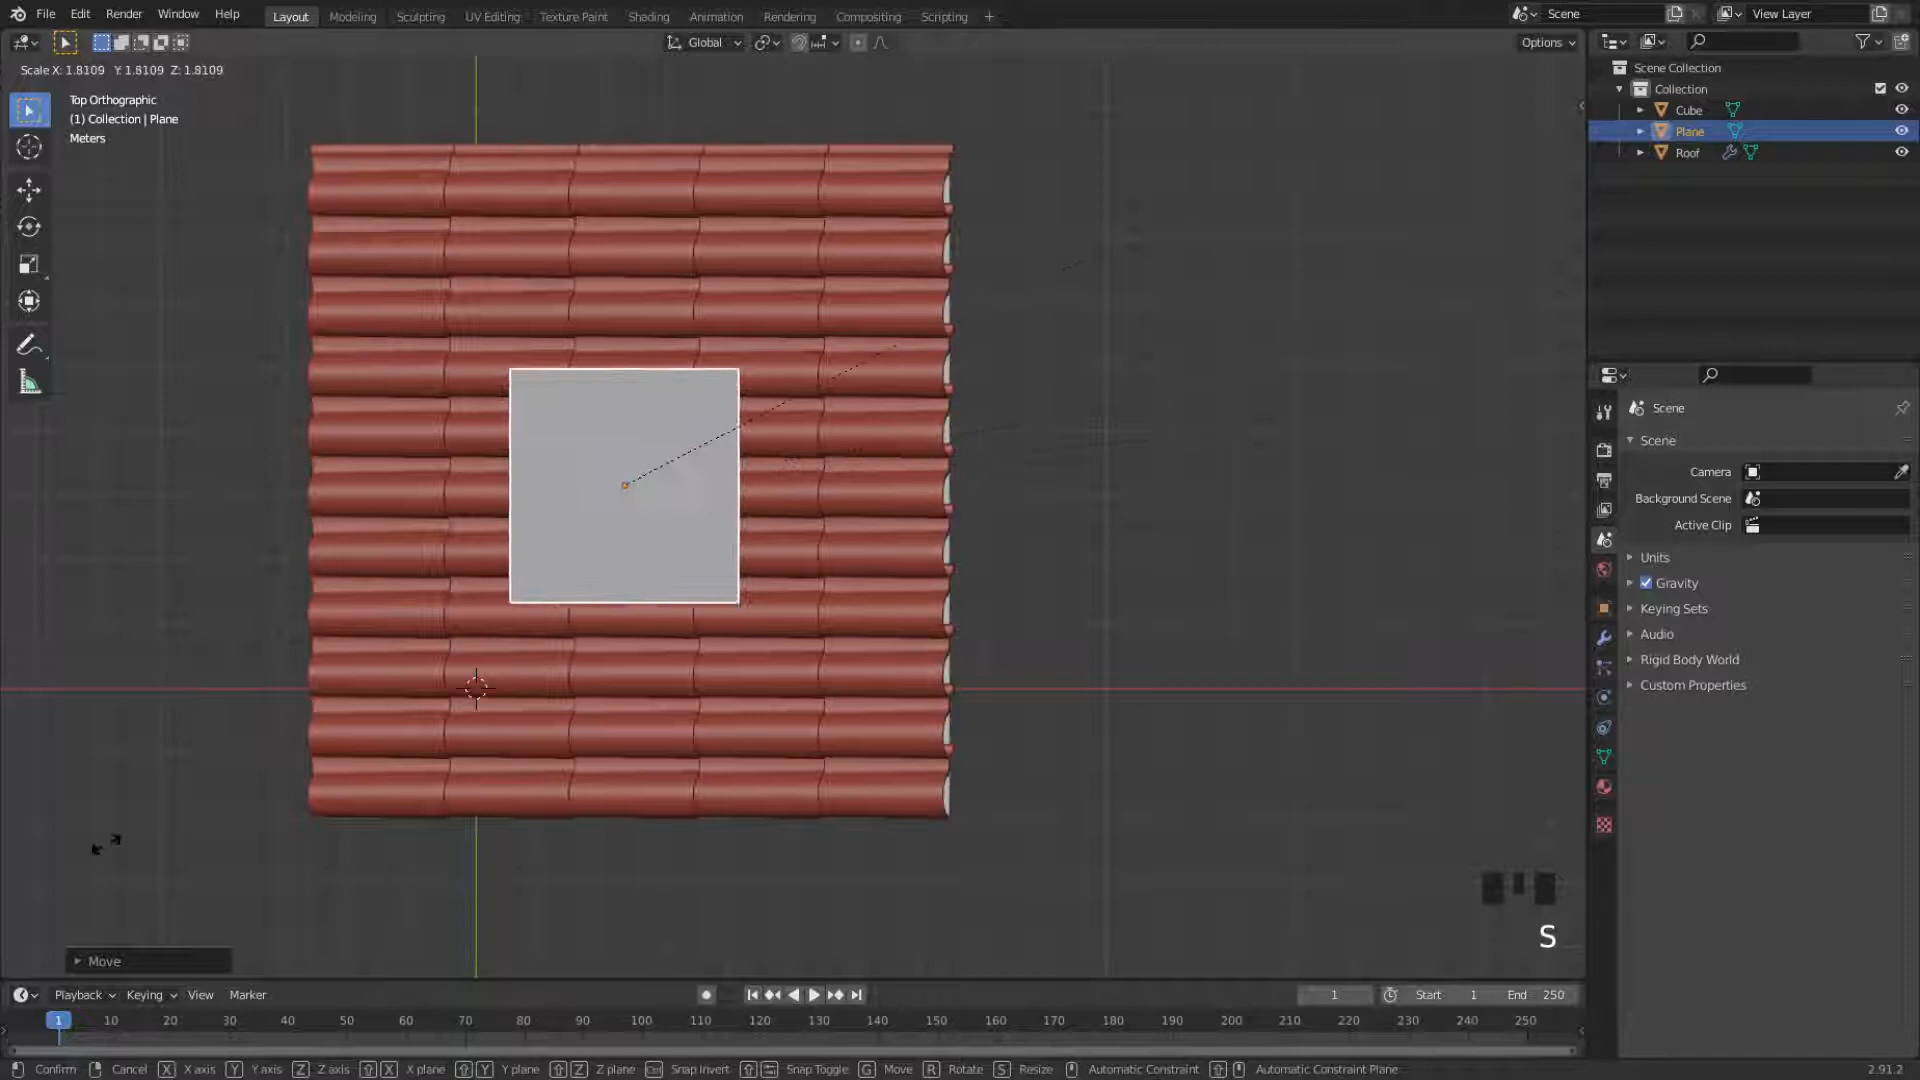 File Edit Render Window Help Layout Modeling Sculpting UV Editing Texture Paint Shading Animation Rendering Compositing Scripting + Scene View Layer
Global Options
Scale X: 1.8109 Y: 1.8109 Z: 1.8109
Top Orthographic
(1) Collection | Plane
Meters
Scene Collection
Collection
Cube
Plane
Roof
Scene
Scene
Camera
Background Scene
Active Clip
Units
Gravity
Keying Sets
Audio
Rigid Body World
Custom Properties
S
Move
Playback Keying View Marker 1 Start 1 End 250
1 10 20 30 40 50 60 70 80 90 100 110 120 130 140 150 160 170 180 190 200 210 220 230 240 250
Confirm Cancel X X axis Y Y axis Z Z axis X X plane Y Y plane Z Z plane Snap Invert Snap Toggle G Move R Rotate S Resize Automatic Constraint Automatic Constraint Plane 2.91.2